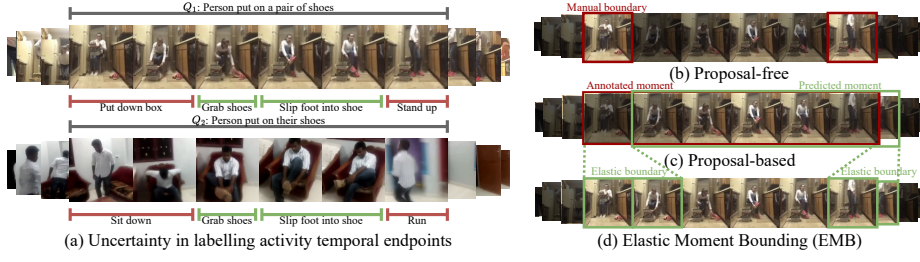 Q₁: Person put on a pair of shoes
Put down box
Grab shoes
Slip foot into shoe
Stand up
Q₂: Person put on their shoes
Sit down
Grab shoes
Slip foot into shoe
Run
(a) Uncertainty in labelling activity temporal endpoints
Manual boundary
(b) Proposal-free
Annotated moment
Predicted moment
(c) Proposal-based
Elastic boundary
Elastic boundary
(d) Elastic Moment Bounding (EMB)